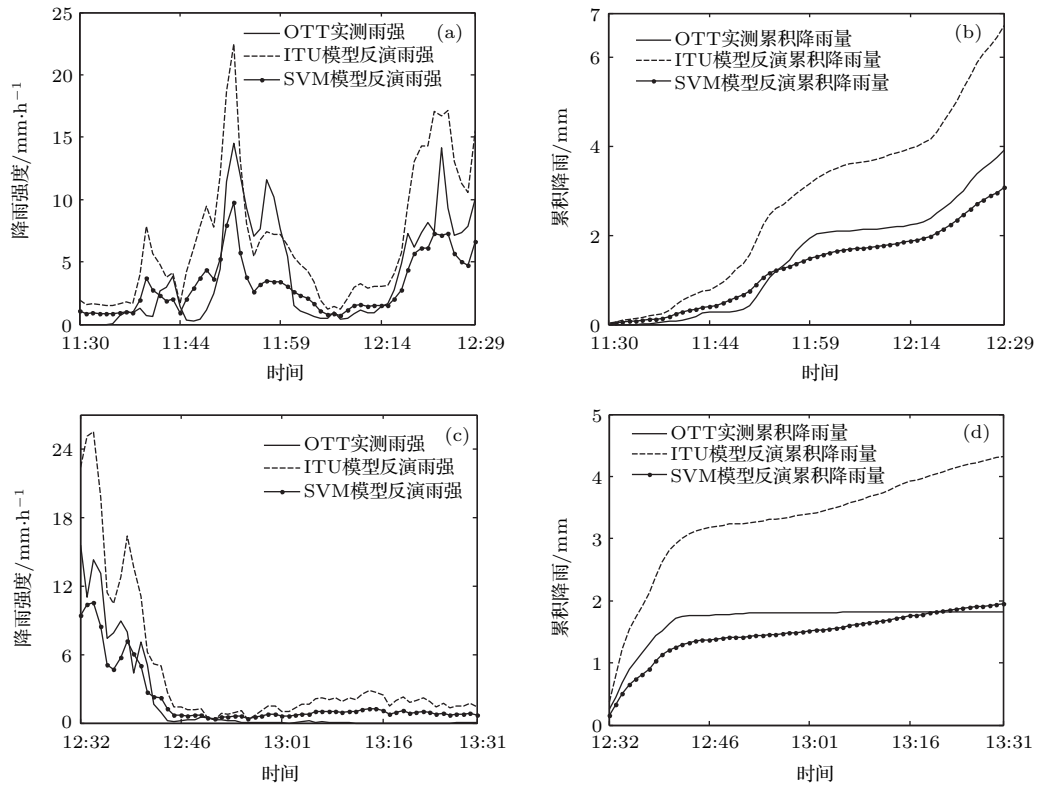 25
20
15
10
5
0
降雨强度/mm·h⁻¹
OTT实测雨强
ITU模型反演雨强
SVM模型反演雨强
(a)
11:30 11:44 11:59 12:14 12:29
时间
7
6
4
2
0
累积降雨/mm
OTT实测累积降雨量
ITU模型反演累积降雨量
SVM模型反演累积降雨量
(b)
11:30 11:44 11:59 12:14 12:29
时间
24
18
12
6
0
降雨强度/mm·h⁻¹
OTT实测雨强
ITU模型反演雨强
SVM模型反演雨强
(c)
12:32 12:46 13:01 13:16 13:31
时间
5
4
3
2
1
0
累积降雨/mm
OTT实测累积降雨量
ITU模型反演累积降雨量
SVM模型反演累积降雨量
(d)
12:32 12:46 13:01 13:16 13:31
时间